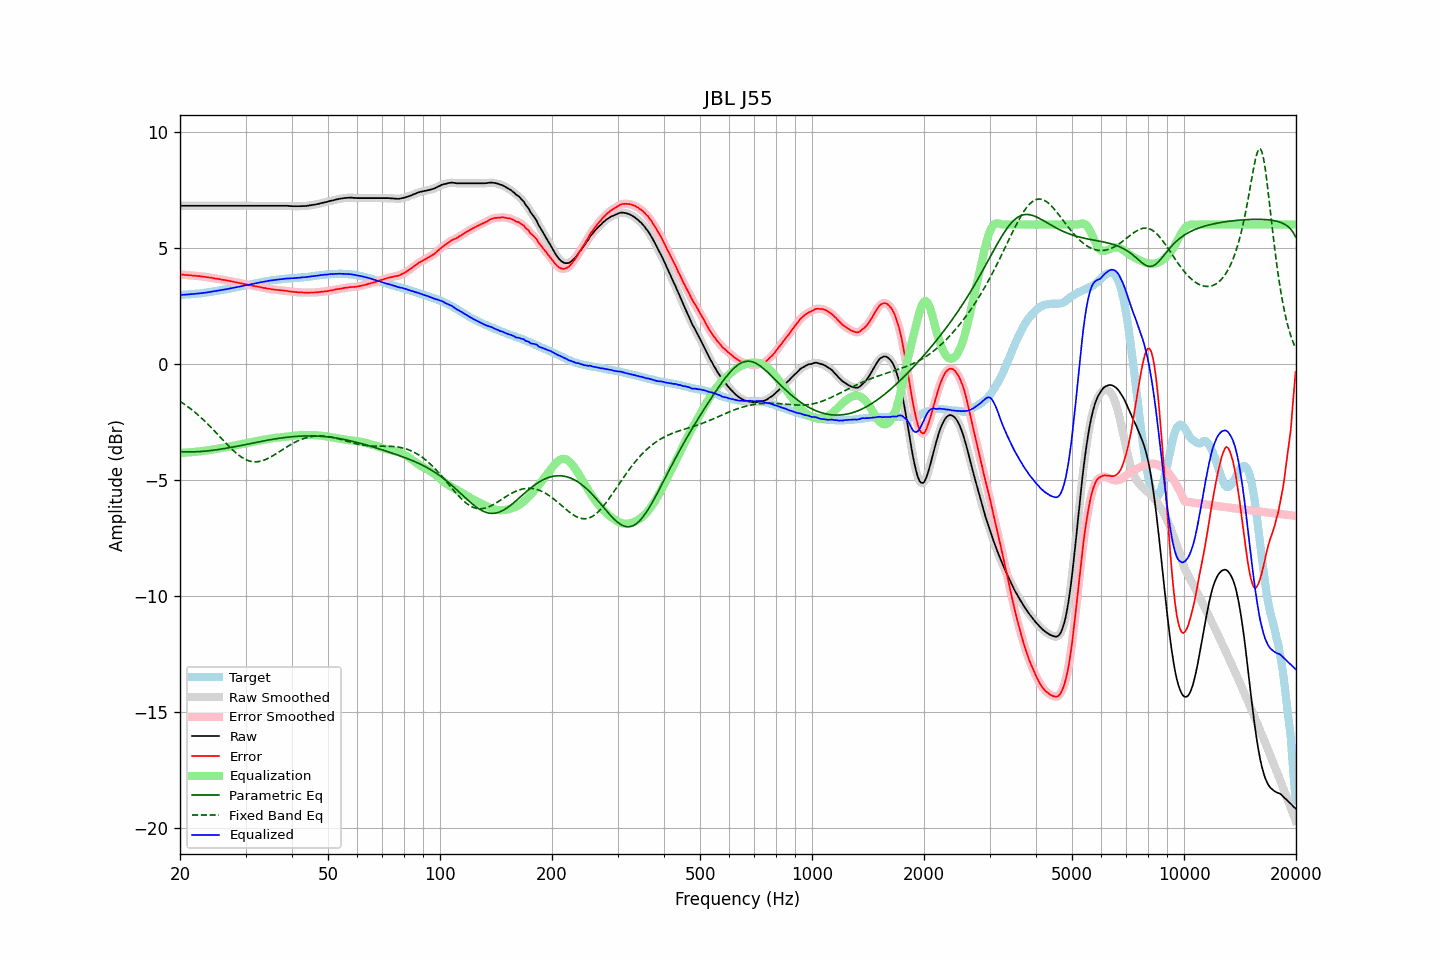 JBL J55
10
5
0
−5
−10
−15
−20
Amplitude (dBr)
Target
Raw Smoothed
Error Smoothed
Raw
Error
Equalization
Parametric Eq
Fixed Band Eq
Equalized
20 50 100 200 500 1000 2000 5000 10000 20000
Frequency (Hz)